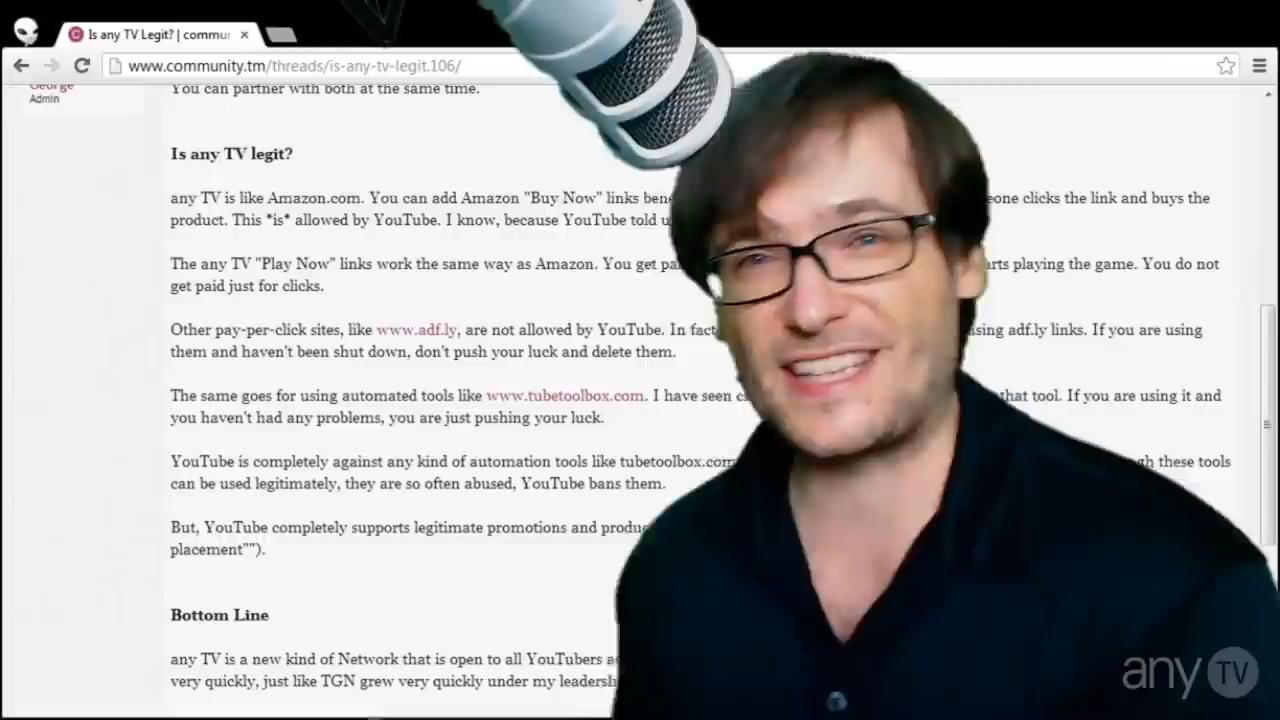 Is any TV Legit? | commu
www.community.tm/threads/is-any-tv-legit.106/
George
Admin
You can partner with both at the same time.
Is any TV legit?
any TV is like Amazon.com. You can add Amazon "Buy Now" links eone clicks the link and buys the
product. This *is* allowed by YouTube. I know, because YouTube told
The any TV "Play Now" links work the same way as Amazon. You get arts playing the game. You do not
get paid just for clicks.
Other pay-per-click sites, like www.adf.ly, are not allowed by YouTube. In fact sing adf.ly links. If you are using
them and haven't been shut down, don't push your luck and delete them.
The same goes for using automated tools like www.tubetoolbox.com. I have seen that tool. If you are using it and
you haven't had any problems, you are just pushing your luck.
YouTube is completely against any kind of automation tools like tubetoolbox.com gh these tools
can be used legitimately, they are so often abused, YouTube bans them.
But, YouTube completely supports legitimate promotions and produc
placement"").
Bottom Line
any TV is a new kind of Network that is open to all YouTubers
very quickly, just like TGN grew very quickly under my leadersh
any TV